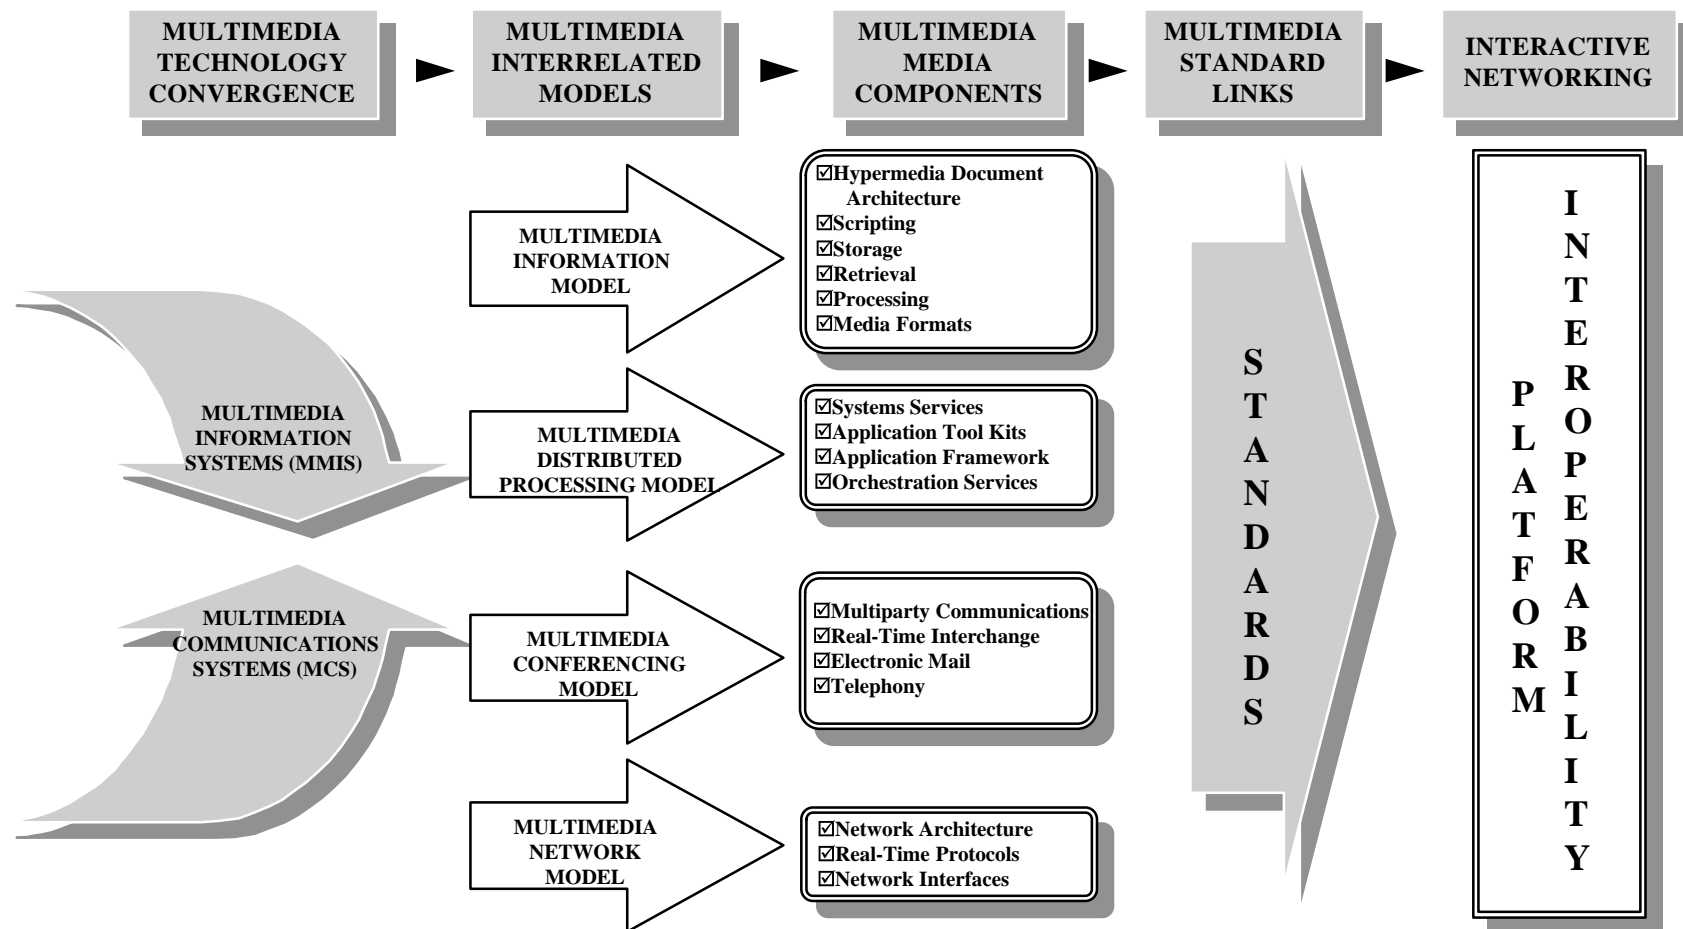 MULTIMEDIA
TECHNOLOGY
CONVERGENCE
MULTIMEDIA
INTERRELATED
MODELS
MULTIMEDIA
MEDIA
COMPONENTS
MULTIMEDIA
STANDARD
LINKS
INTERACTIVE
NETWORKING
MULTIMEDIA
INFORMATION
SYSTEMS (MMIS)
MULTIMEDIA
COMMUNICATIONS
SYSTEMS (MCS)
MULTIMEDIA
INFORMATION
MODEL
☑Hypermedia Document
Architecture
☑Scripting
☑Storage
☑Retrieval
☑Processing
☑Media Formats
MULTIMEDIA
DISTRIBUTED
PROCESSING MODEL
☑Systems Services
☑Application Tool Kits
☑Application Framework
☑Orchestration Services
MULTIMEDIA
CONFERENCING
MODEL
☑Multiparty Communications
☑Real-Time Interchange
☑Electronic Mail
☑Telephony
MULTIMEDIA
NETWORK
MODEL
☑Network Architecture
☑Real-Time Protocols
☑Network Interfaces
STANDARDS
PLATFORM
INTEROPERABILITY